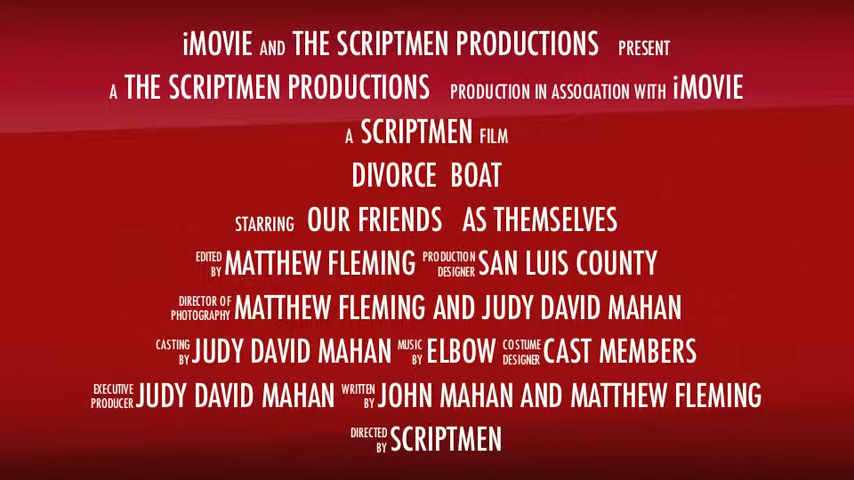 iMOVIE AND THE SCRIPTMEN PRODUCTIONS PRESENT
A THE SCRIPTMEN PRODUCTIONS PRODUCTION IN ASSOCIATION WITH iMOVIE
A SCRIPTMEN FILM
DIVORCE BOAT
STARRING OUR FRIENDS AS THEMSELVES
EDITED BY MATTHEW FLEMING PRODUCTION DESIGNER SAN LUIS COUNTY
DIRECTOR OF PHOTOGRAPHY MATTHEW FLEMING AND JUDY DAVID MAHAN
CASTING BY JUDY DAVID MAHAN MUSIC BY ELBOW COSTUME DESIGNER CAST MEMBERS
EXECUTIVE PRODUCER JUDY DAVID MAHAN WRITTEN BY JOHN MAHAN AND MATTHEW FLEMING
DIRECTED BY SCRIPTMEN